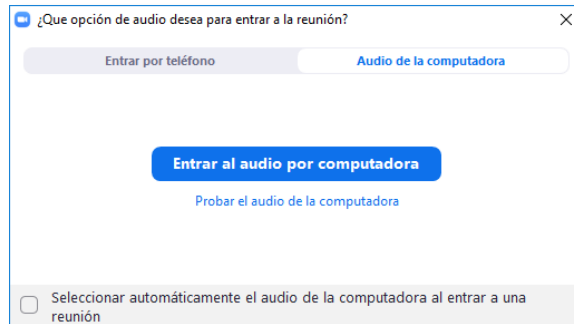 ¿Que opción de audio desea para entrar a la reunión?
Entrar por teléfono
Audio de la computadora
Entrar al audio por computadora
Probar el audio de la computadora
Seleccionar automáticamente el audio de la computadora al entrar a una
reunión